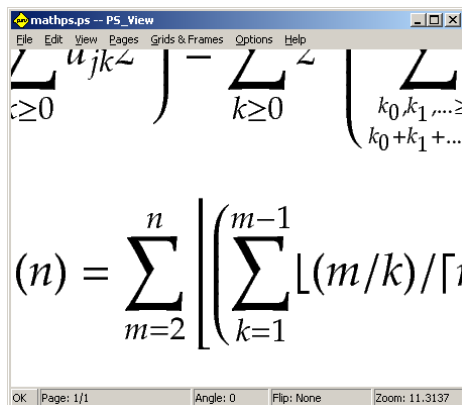 mathps.ps -- PS_View
File Edit View Pages Grids & Frames Options Help
∑ u_{jk} z ) = ∑ z ( ∑
k≥0 k≥0 k_0,k_1,...≥
k_0+k_1+...
(n) = ∑_{m=2}^{n} ⌊ ( ∑_{k=1}^{m-1} ⌊(m/k)/⌈
OK Page: 1/1 Angle: 0 Flip: None Zoom: 11.3137